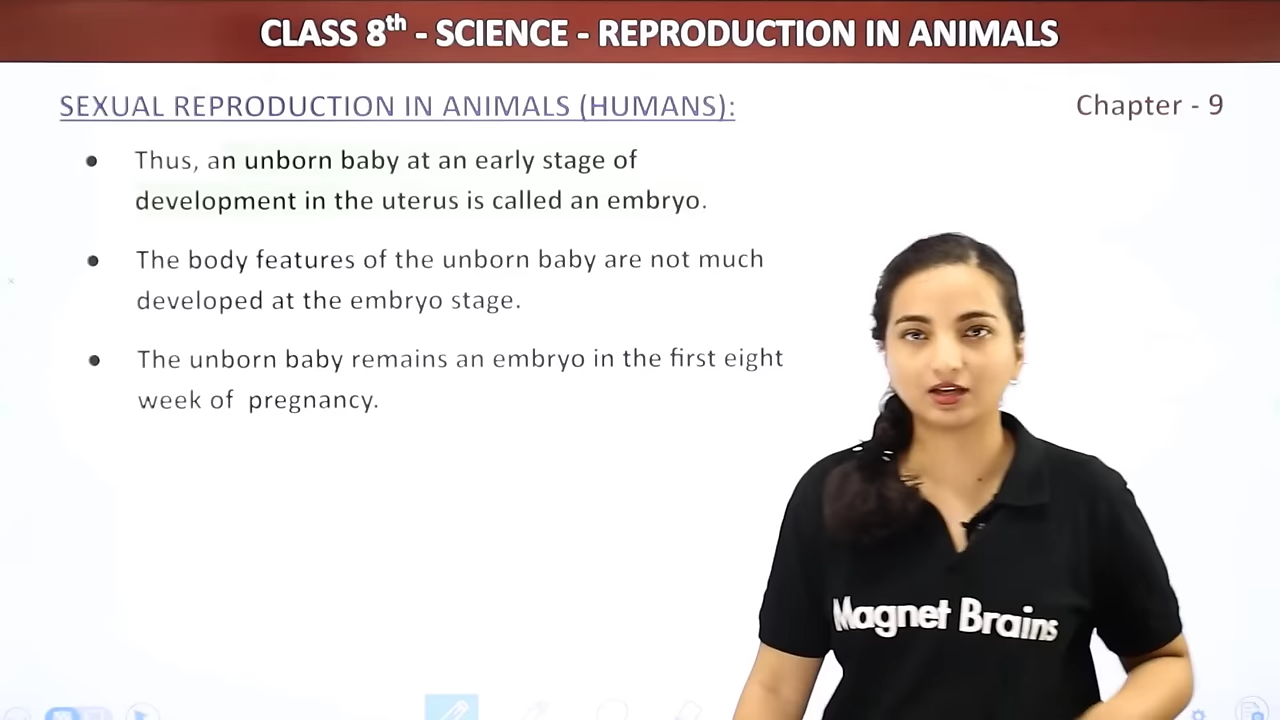 CLASS 8th - SCIENCE - REPRODUCTION IN ANIMALS
SEXUAL REPRODUCTION IN ANIMALS (HUMANS):
Chapter - 9
● Thus, an unborn baby at an early stage of
development in the uterus is called an embryo.
● The body features of the unborn baby are not much
developed at the embryo stage.
● The unborn baby remains an embryo in the first eight
week of pregnancy.
Magnet Brains